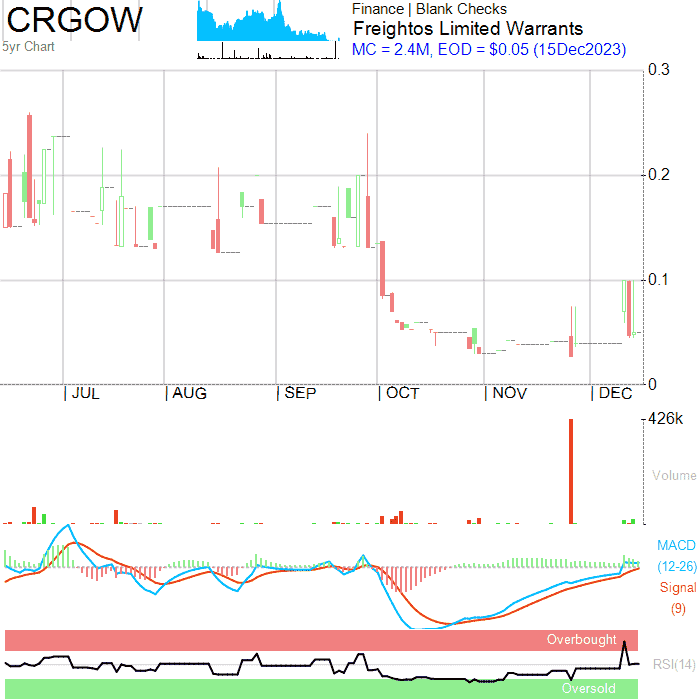 CRGOW
5yr Chart
Finance | Blank Checks
Freightos Limited Warrants
MC = 2.4M, EOD = $0.05 (15Dec2023)
0.3
0.2
0.1
0
| JUL | AUG | SEP | OCT | NOV | DEC
426k
Volume
MACD
(12-26)
Signal
(9)
Overbought
RSI(14)
Oversold